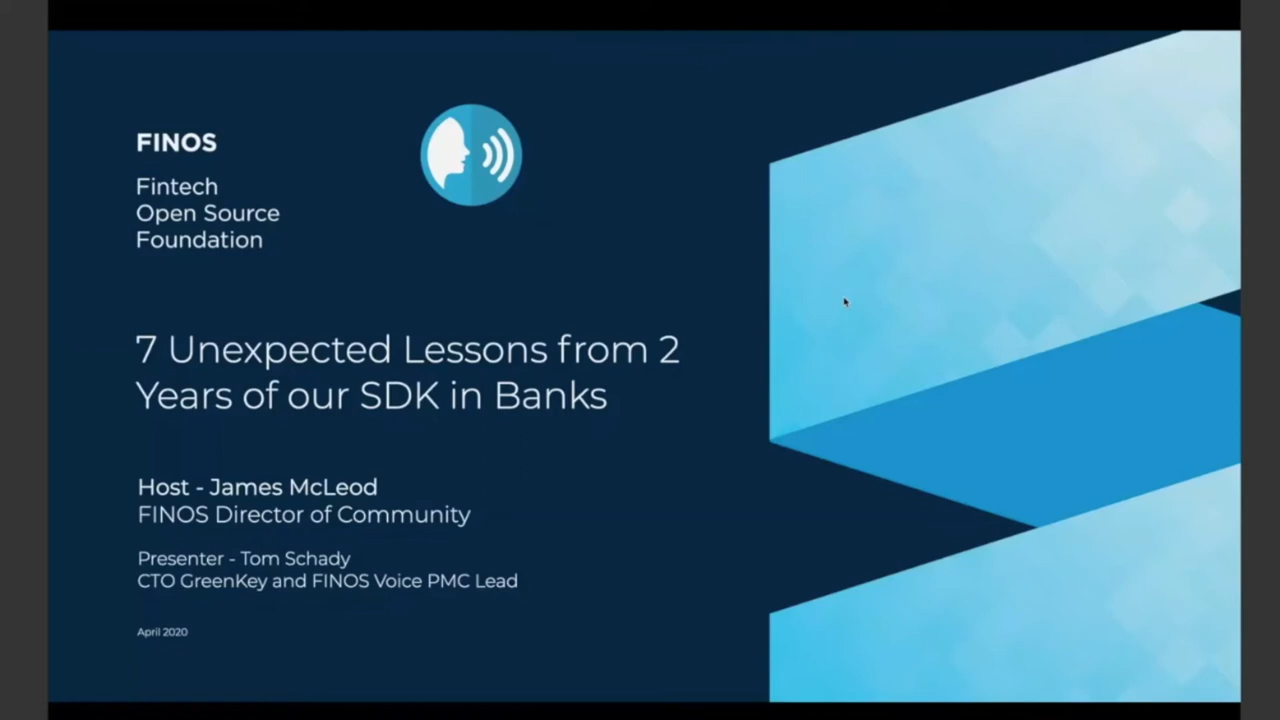 FINOS
Fintech
Open Source
Foundation
7 Unexpected Lessons from 2
Years of our SDK in Banks
Host - James McLeod
FINOS Director of Community
Presenter - Tom Schady
CTO GreenKey and FINOS Voice PMC Lead
April 2020